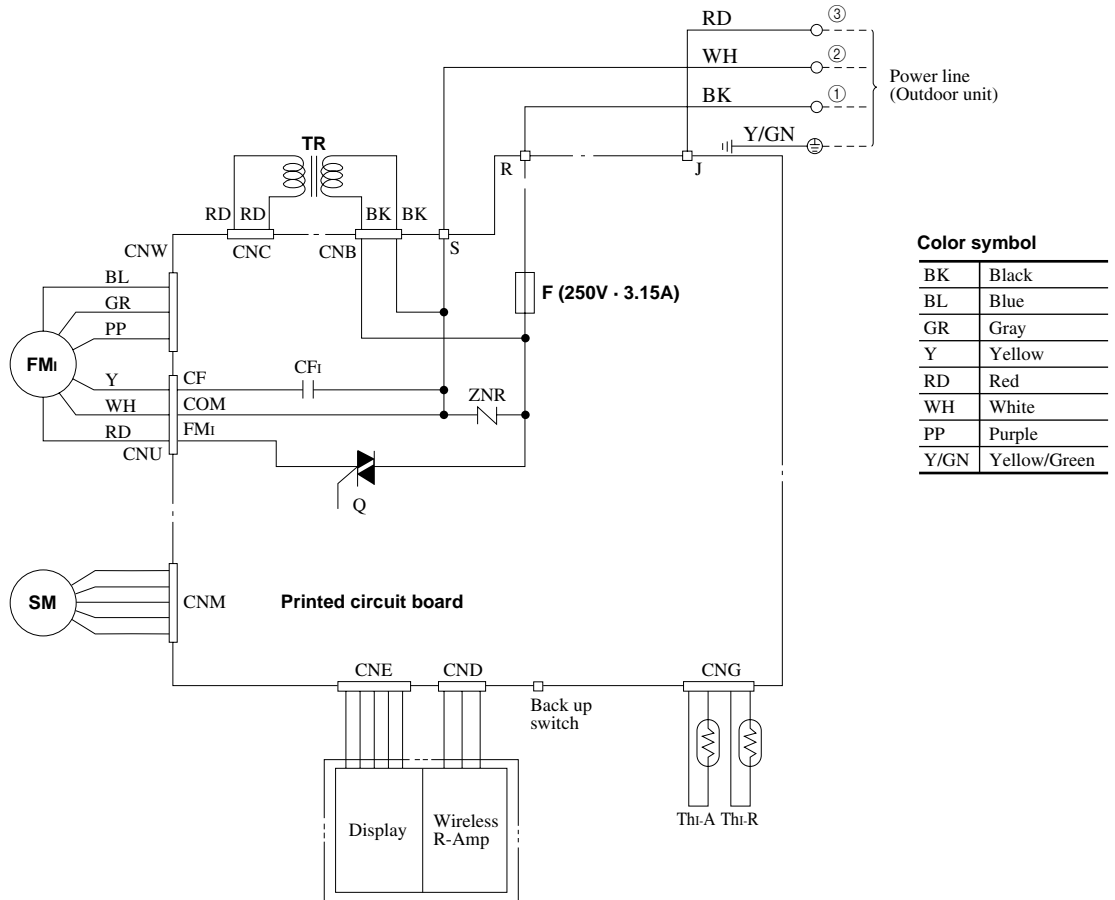 RD ③
WH ②
Power line
(Outdoor unit)
BK ①
Y/GN
TR
R J
RD RD BK BK
CNW CNC CNB S
Color symbol
BK Black
BL Blue
GR Gray
Y Yellow
RD Red
WH White
PP Purple
Y/GN Yellow/Green
BL
GR
PP
F (250V · 3.15A)
FMI
Y CF CFI
WH COM ZNR
RD FMI
CNU
Q
SM CNM Printed circuit board
CNE CND CNG
Back up
switch
Display
Wireless
R-Amp
ThI-A ThI-R